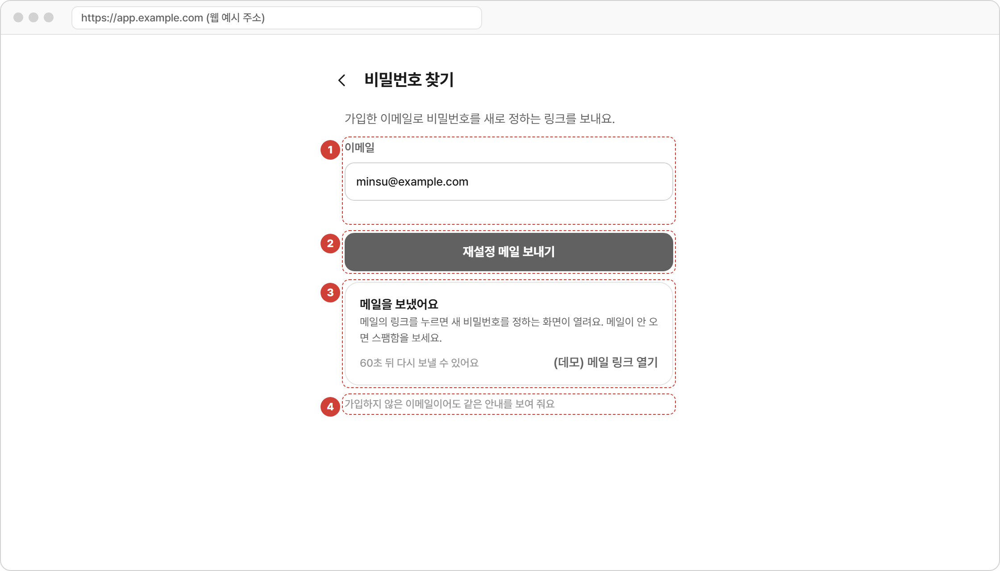 https://app.example.com (웹 예시 주소)
비밀번호 찾기
가입한 이메일로 비밀번호를 새로 정하는 링크를 보내요.
1
이메일
minsu@example.com
2
재설정 메일 보내기
3
메일을 보냈어요
메일의 링크를 누르면 새 비밀번호를 정하는 화면이 열려요. 메일이 안 오
면 스팸함을 보세요.
60초 뒤 다시 보낼 수 있어요
(데모) 메일 링크 열기
4
가입하지 않은 이메일이어도 같은 안내를 보여 줘요